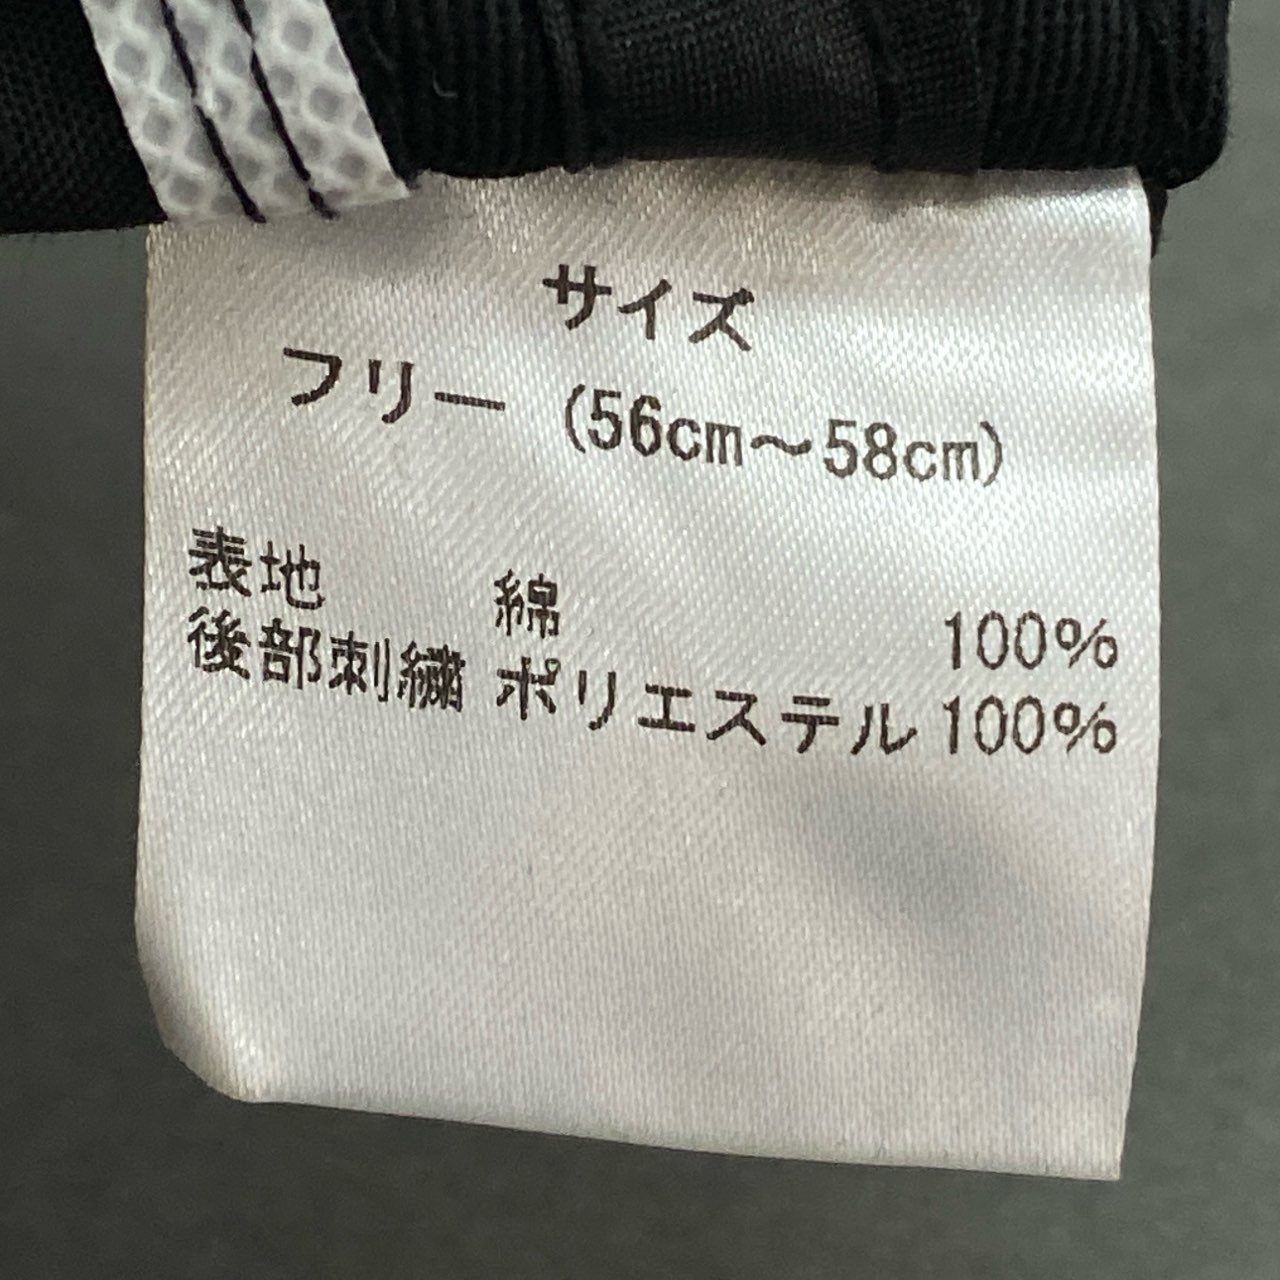 サイズ
フリー (56cm～58cm)
表地 綿 100%
後部刺繍 ポリエステル 100%